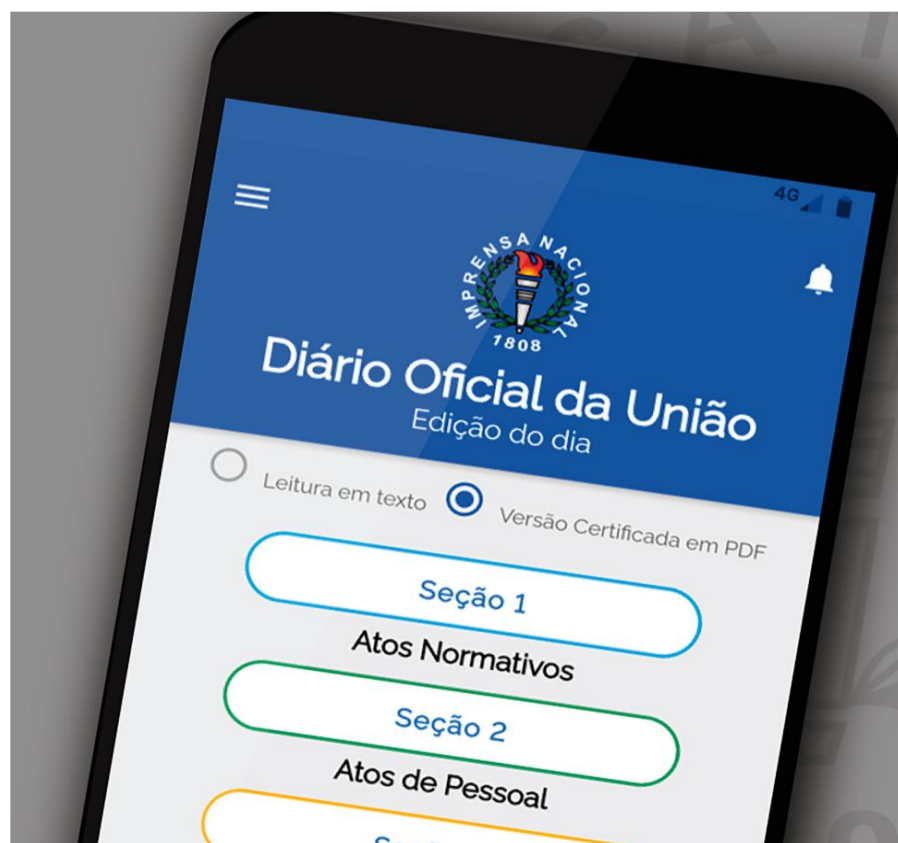 4G
IMPRENSA NACIONAL
1808
Diário Oficial da União
Edição do dia
Leitura em texto Versão Certificada em PDF
Seção 1
Atos Normativos
Seção 2
Atos de Pessoal